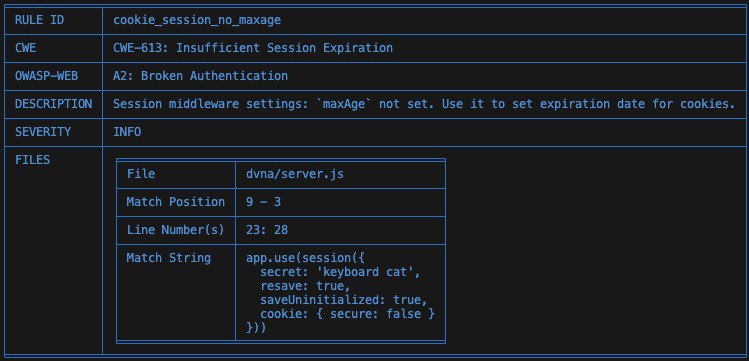 RULE ID cookie_session_no_maxage
CWE CWE-613: Insufficient Session Expiration
OWASP-WEB A2: Broken Authentication
DESCRIPTION Session middleware settings: `maxAge` not set. Use it to set expiration date for cookies.
SEVERITY INFO
FILES
File dvna/server.js
Match Position 9 - 3
Line Number(s) 23: 28
Match String app.use(session({
secret: 'keyboard cat',
resave: true,
saveUninitialized: true,
cookie: { secure: false }
}))